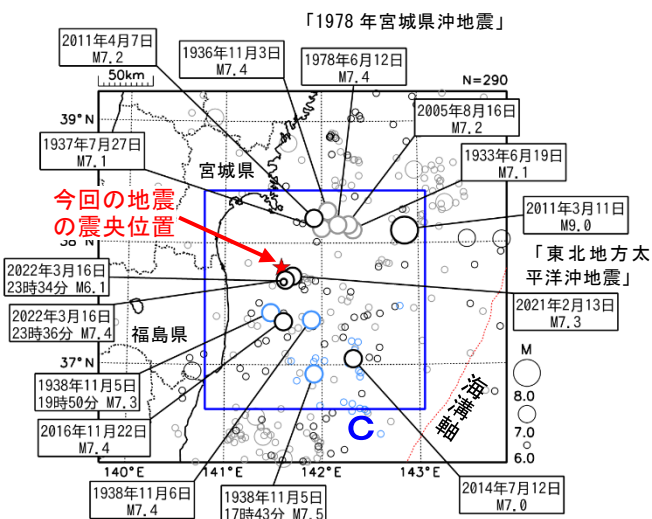 「1978年宮城県沖地震」
2011年4月7日
M7.2
1936年11月3日
M7.4
1978年6月12日
M7.4
50km
N=290
39°N
2005年8月16日
M7.2
1937年7月27日
M7.1
宮城県
1933年6月19日
M7.1
今回の地震
の震央位置
2011年3月11日
M9.0
38°N
「東北地方太
平洋沖地震」
2022年3月16日
23時34分 M6.1
2021年2月13日
M7.3
2022年3月16日
23時36分 M7.4
福島県
37°N
M
1938年11月5日
19時50分 M7.3
8.0
海溝軸
2016年11月22日
M7.4
C
7.0
6.0
140°E
141°E
142°E
143°E
1938年11月6日
M7.4
1938年11月5日
17時43分 M7.5
2014年7月12日
M7.0